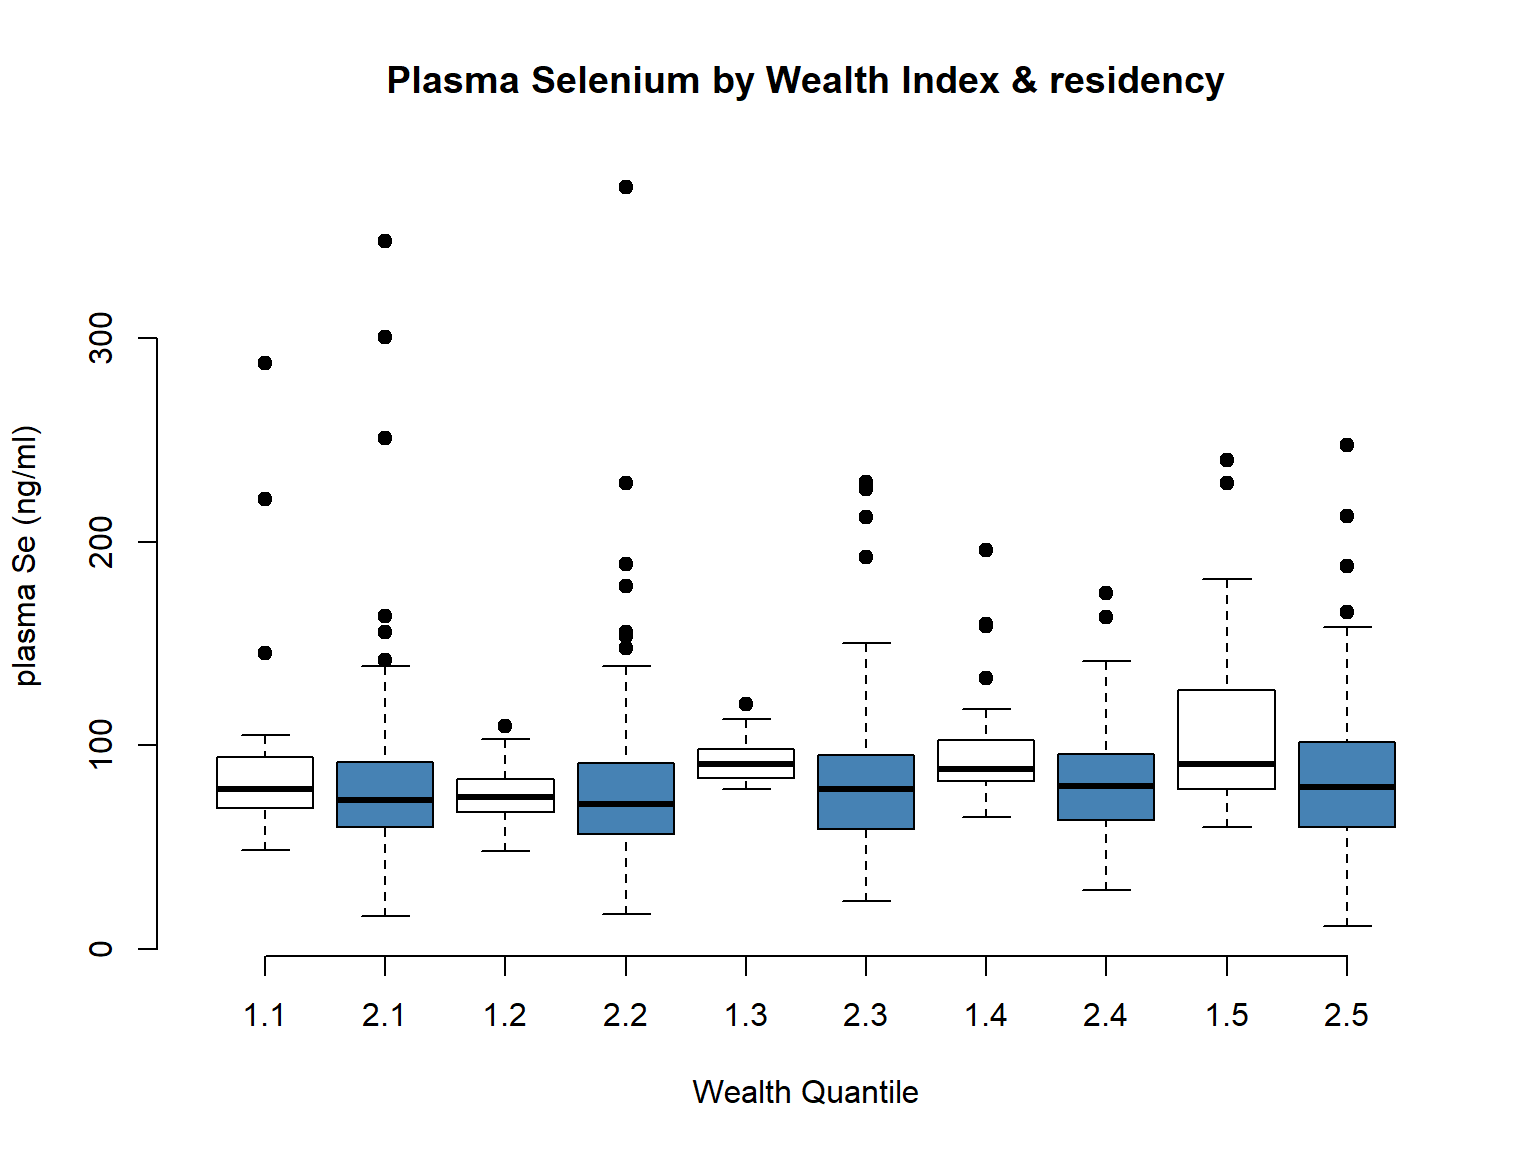 Plasma Selenium by Wealth Index & residency
plasma Se (ng/ml)
300
200
100
0
1.1 2.1 1.2 2.2 1.3 2.3 1.4 2.4 1.5 2.5
Wealth Quantile